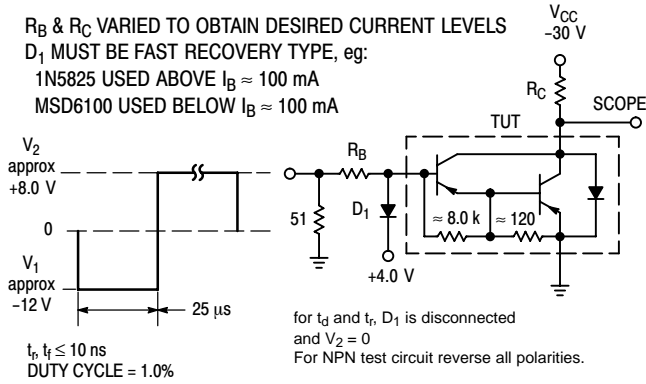 R_B & R_C VARIED TO OBTAIN DESIRED CURRENT LEVELS
D_1 MUST BE FAST RECOVERY TYPE, eg:
1N5825 USED ABOVE I_B ≈ 100 mA
MSD6100 USED BELOW I_B ≈ 100 mA
V_CC
-30 V
R_C
SCOPE
TUT
V_2
approx
+8.0 V
0
V_1
approx
-12 V
25 µs
t_r, t_f ≤ 10 ns
DUTY CYCLE = 1.0%
R_B
51
D_1
+4.0 V
≈ 8.0 k
≈ 120
for t_d and t_r, D_1 is disconnected
and V_2 = 0
For NPN test circuit reverse all polarities.